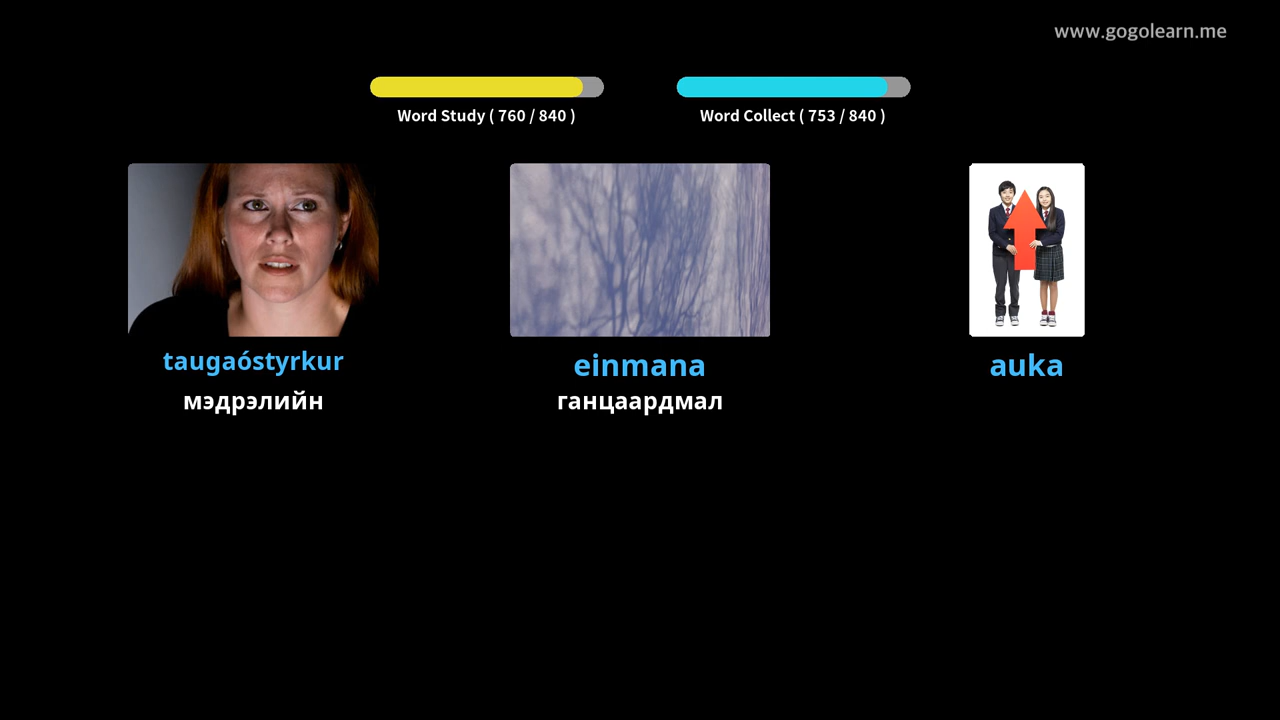 www.gogolearn.me
Word Study ( 760 / 840 )
Word Collect ( 753 / 840 )
taugaóstyrkur
einmana
auka
мэдрэлийн
ганцаардмал